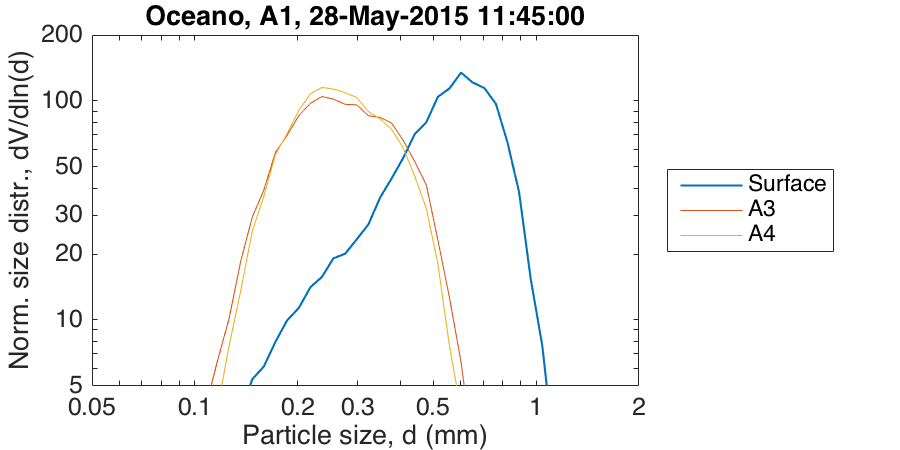 Oceano, A1, 28-May-2015 11:45:00
Norm. size distr., dV/dln(d)
200
100
50
30
20
10
5
0.05 0.1 0.2 0.3 0.5 1 2
Particle size, d (mm)
Surface
A3
A4